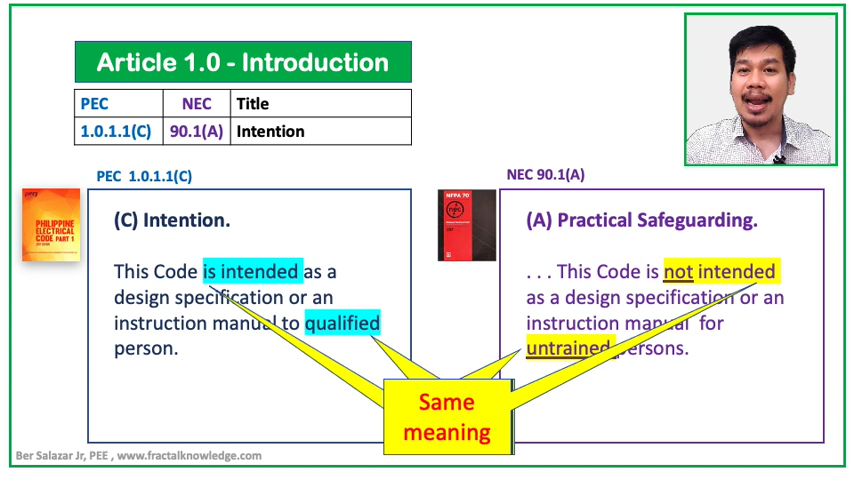 Article 1.0 - Introduction
PEC NEC Title
1.0.1.1(C) 90.1(A) Intention
PEC 1.0.1.1(C)
NEC 90.1(A)
PHILIPPINE
ELECTRICAL
CODE PART 1
(C) Intention.
This Code is intended as a
design specification or an
instruction manual to qualified
person.
NFPA 70
(A) Practical Safeguarding.
. . . This Code is not intended
as a design specification or an
instruction manual for
untrained persons.
Same
meaning
Ber Salazar Jr, PEE , www.fractalknowledge.com